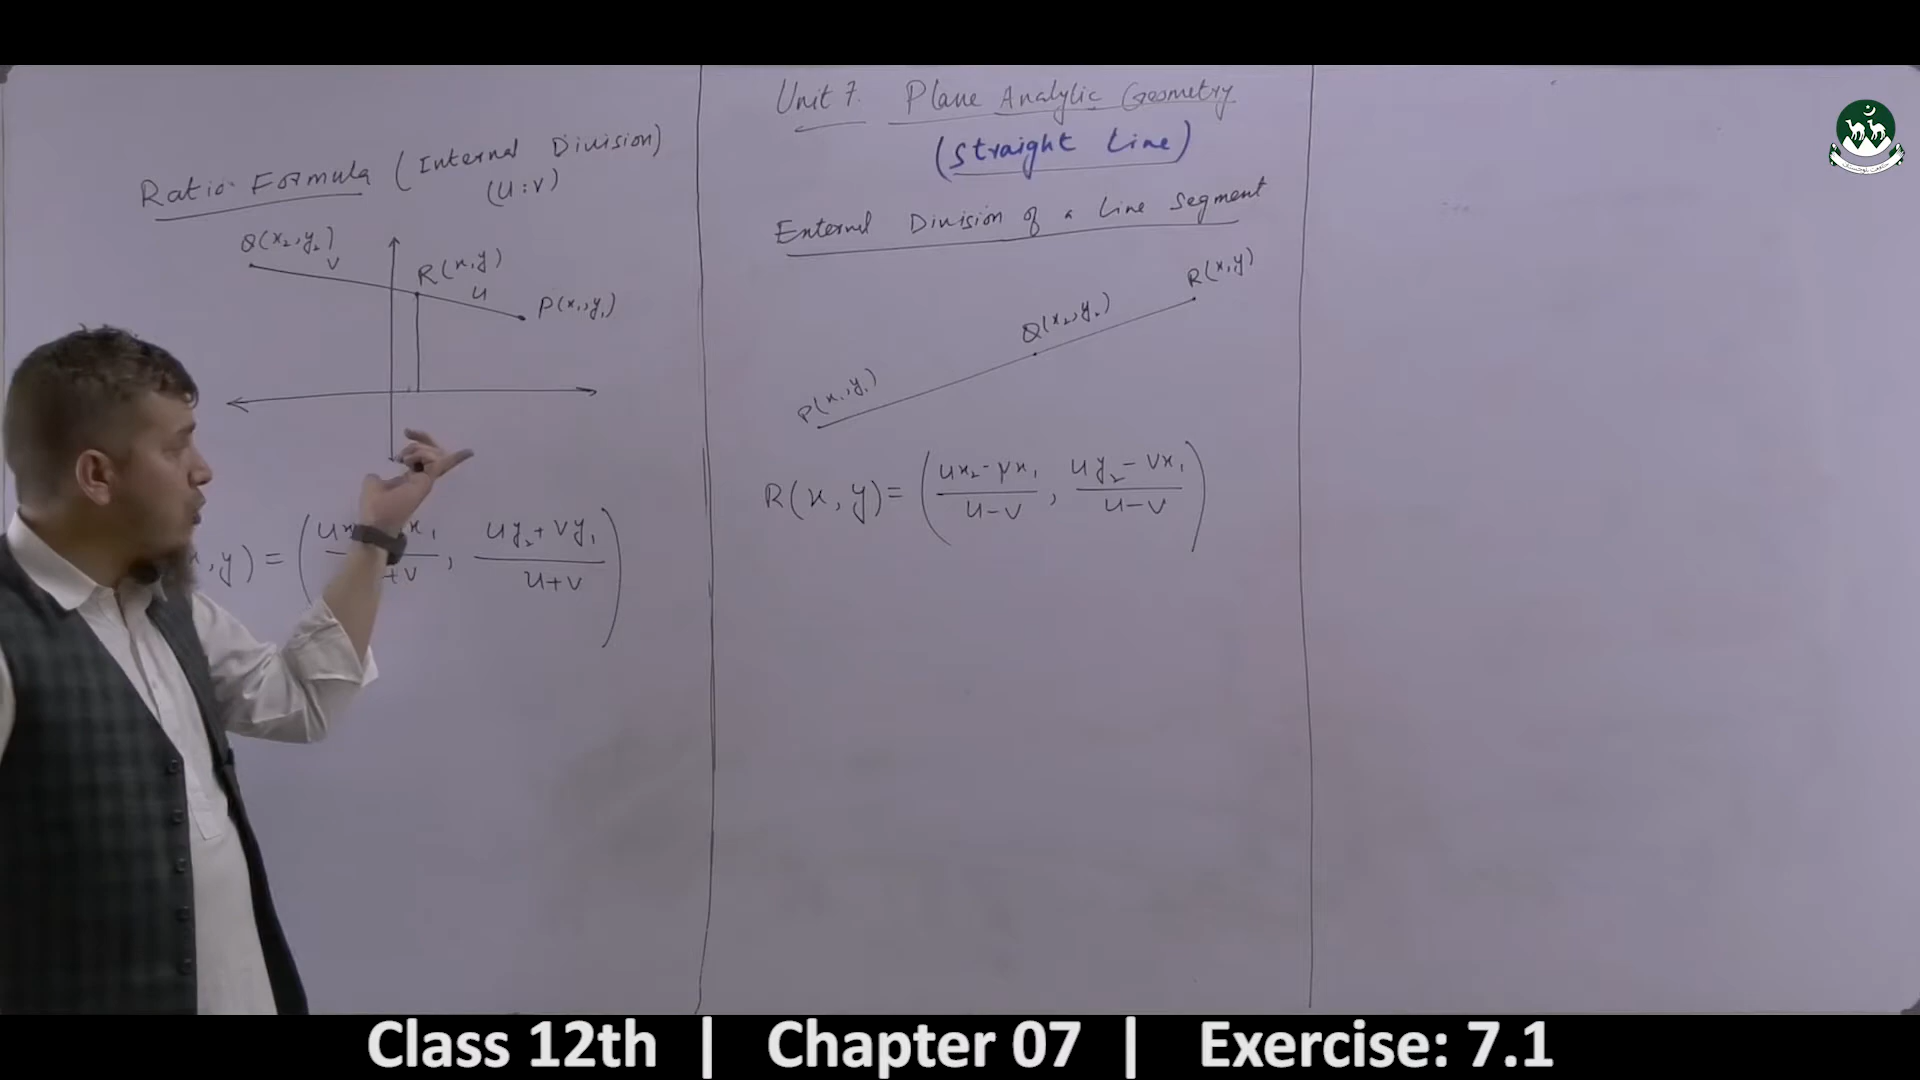 Ratio Formula (Internal Division)
(u:v)
Q(x₂,y₂)
v
R(x,y)
u
P(x₁,y₁)
,y) = ( x₁ / +v , uy₂+vy₁ / u+v )
Unit 7. Plane Analytic Geometry
(Straight Line)
External Division of a Line Segment
R(x,y)
Q(x₂,y₂)
P(x₁,y₁)
R(x,y) = ( ux₂-vx₁ / u-v , uy₂-vx₁ / u-v )
Class 12th | Chapter 07 | Exercise: 7.1